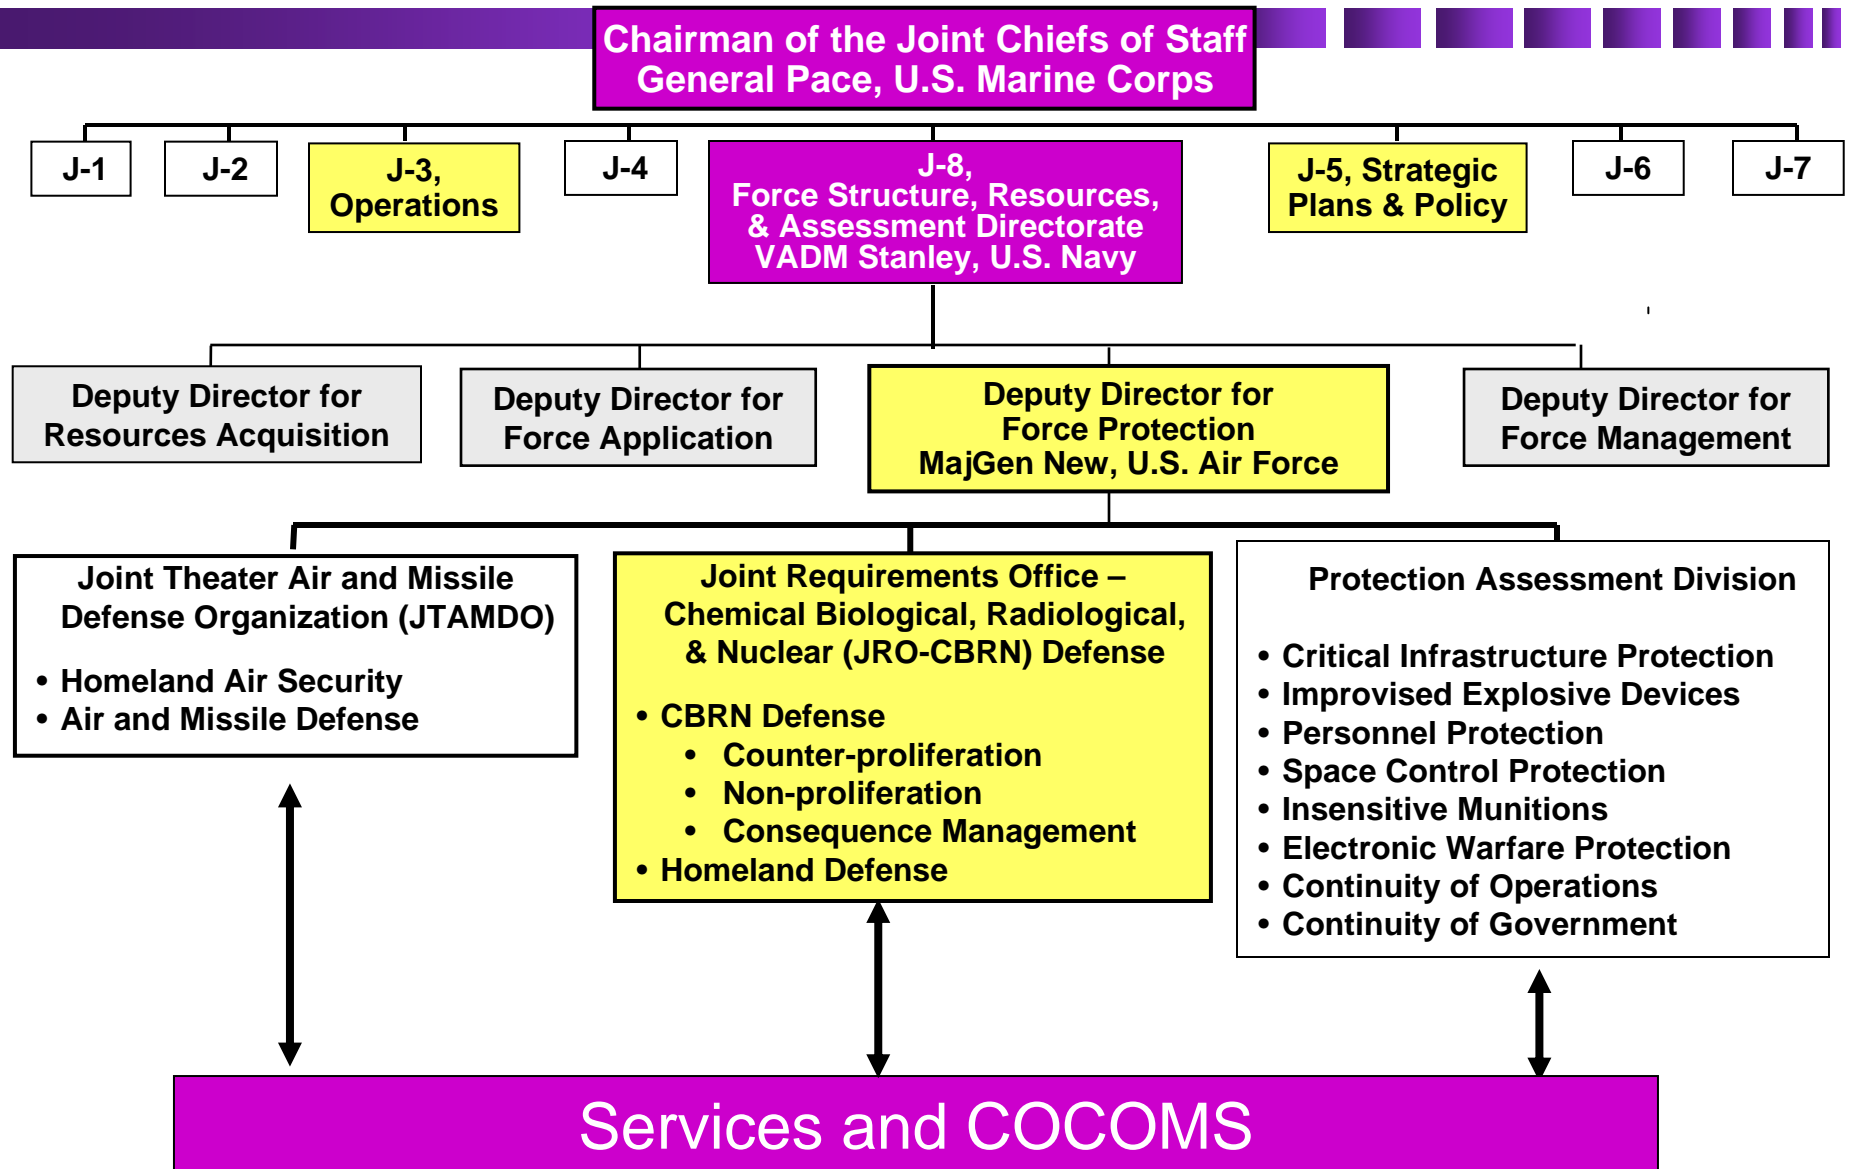 Chairman of the Joint Chiefs of Staff
General Pace, U.S. Marine Corps
J-1
J-2
J-3,
Operations
J-4
J-8,
Force Structure, Resources,
& Assessment Directorate
VADM Stanley, U.S. Navy
J-5, Strategic
Plans & Policy
J-6
J-7
Deputy Director for
Resources Acquisition
Deputy Director for
Force Application
Deputy Director for
Force Protection
MajGen New, U.S. Air Force
Deputy Director for
Force Management
Joint Theater Air and Missile
Defense Organization (JTAMDO)
• Homeland Air Security
• Air and Missile Defense
Joint Requirements Office –
Chemical Biological, Radiological,
& Nuclear (JRO-CBRN) Defense
• CBRN Defense
• Counter-proliferation
• Non-proliferation
• Consequence Management
• Homeland Defense
Protection Assessment Division
• Critical Infrastructure Protection
• Improvised Explosive Devices
• Personnel Protection
• Space Control Protection
• Insensitive Munitions
• Electronic Warfare Protection
• Continuity of Operations
• Continuity of Government
Services and COCOMS